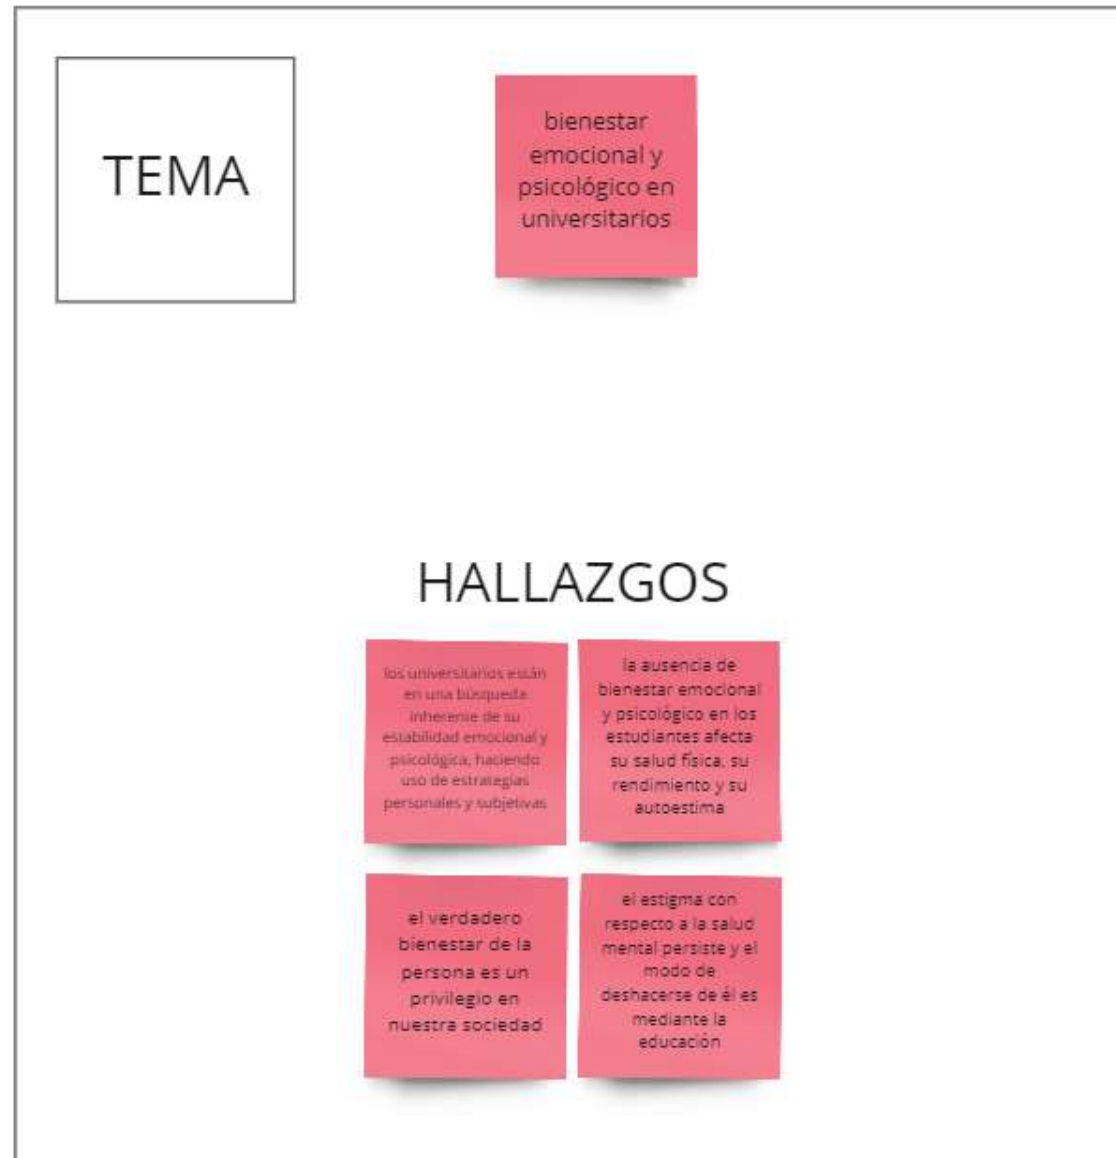 TEMA
bienestar
emocional y
psicológico en
universitarios
HALLAZGOS
los universitarios están
en una búsqueda
inherente de su
estabilidad emocional y
psicológica, haciendo
uso de estrategias
personales y subjetivas
la ausencia de
bienestar emocional
y psicológico en los
estudiantes afecta
su salud física, su
rendimiento y su
autoestima
el verdadero
bienestar de la
persona es un
privilegio en
nuestra sociedad
el estigma con
respecto a la salud
mental persiste y el
modo de
deshacerse de él es
mediante la
educación